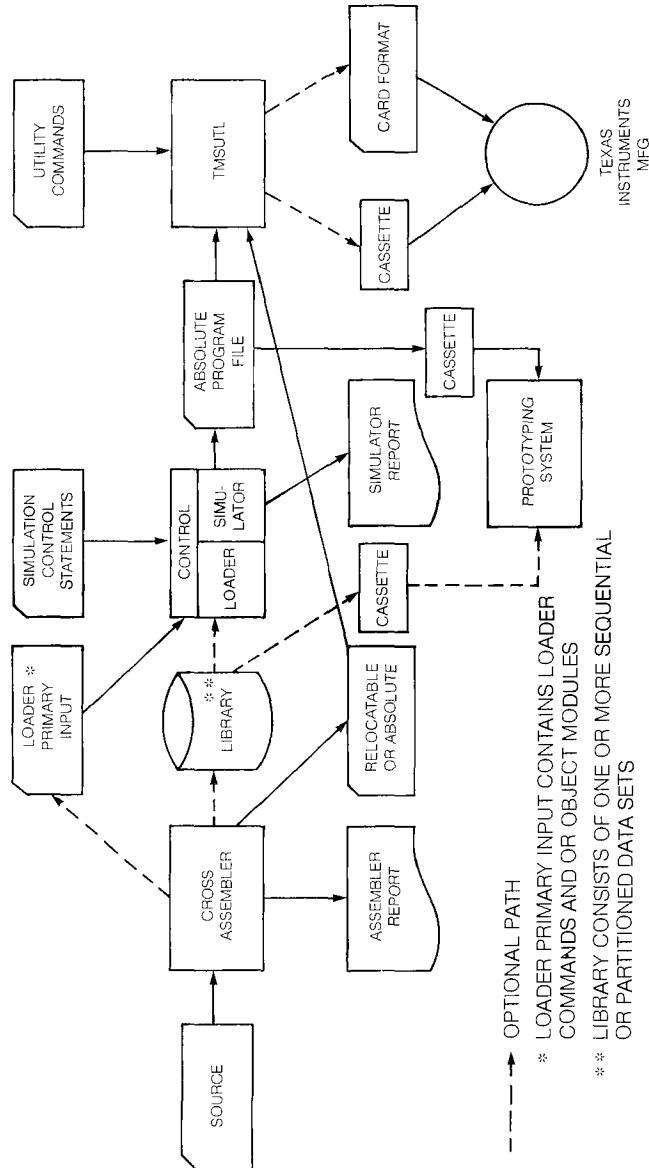 SOURCE
CROSS
ASSEMBLER
ASSEMBLER
REPORT
LOADER *
PRIMARY
INPUT
* *
LIBRARY
RELOCATABLE
OR ABSOLUTE
SIMULATION
CONTROL
STATEMENTS
CONTROL
LOADER
SIMU-
LATOR
CASSETTE
SIMULATOR
REPORT
ABSOLUTE
PROGRAM
FILE
CASSETTE
PROTOTYPING
SYSTEM
UTILITY
COMMANDS
TMSUTL
CASSETTE
CARD FORMAT
TEXAS
INSTRUMENTS
MFG
OPTIONAL PATH
* LOADER PRIMARY INPUT CONTAINS LOADER
COMMANDS AND OR OBJECT MODULES
* * LIBRARY CONSISTS OF ONE OR MORE SEQUENTIAL
OR PARTITIONED DATA SETS